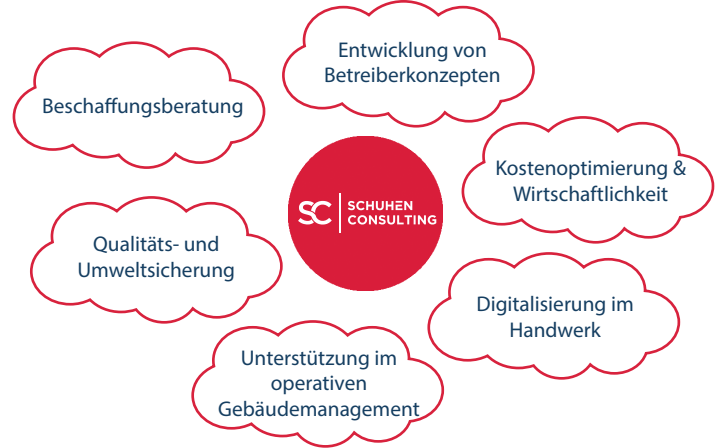 Entwicklung von
Betreiberkonzepten
Beschaffungsberatung
Kostenoptimierung &
Wirtschaftlichkeit
SC SCHUHEN
CONSULTING
Qualitäts- und
Umweltsicherung
Digitalisierung im
Handwerk
Unterstützung im
operativen
Gebäudemanagement